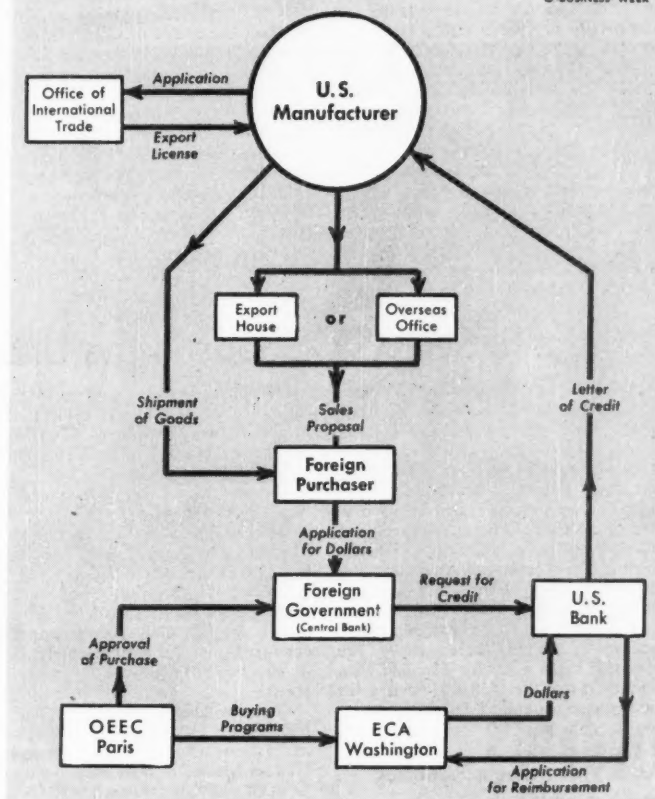 © BUSINESS WEEK
U.S.
Manufacturer
Application
Office of
International
Trade
Export
License
Export
House
or
Overseas
Office
Shipment
of Goods
Sales
Proposal
Letter
of Credit
Foreign
Purchaser
Application
for Dollars
Foreign
Government
(Central Bank)
Request for
Credit
U.S.
Bank
Approval
of Purchase
Dollars
OEEC
Paris
Buying
Programs
ECA
Washington
Application
for Reimbursement